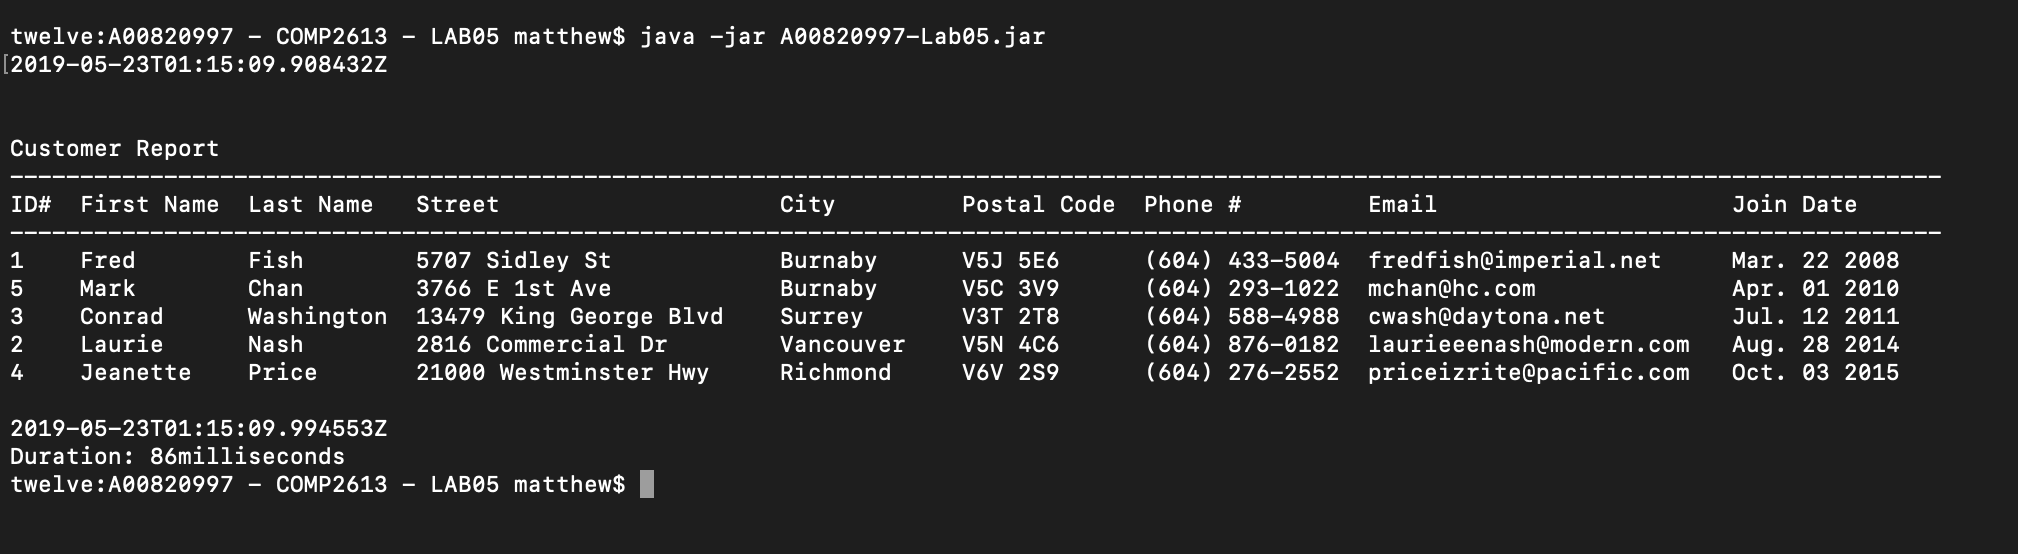 twelve:A00820997 - COMP2613 - LAB05 matthew$ java -jar A00820997-Lab05.jar
[2019-05-23T01:15:09.908432Z
Customer Report
------------------------------------------------------------------------------------------------------------------------------------------
ID#  First Name  Last Name   Street                    City         Postal Code  Phone #         Email                     Join Date
------------------------------------------------------------------------------------------------------------------------------------------
1    Fred        Fish        5707 Sidley St            Burnaby      V5J 5E6      (604) 433-5004  fredfish@imperial.net     Mar. 22 2008
5    Mark        Chan        3766 E 1st Ave            Burnaby      V5C 3V9      (604) 293-1022  mchan@hc.com              Apr. 01 2010
3    Conrad      Washington  13479 King George Blvd    Surrey       V3T 2T8      (604) 588-4988  cwash@daytona.net         Jul. 12 2011
2    Laurie      Nash        2816 Commercial Dr        Vancouver    V5N 4C6      (604) 876-0182  laurieeenash@modern.com   Aug. 28 2014
4    Jeanette    Price       21000 Westminster Hwy     Richmond     V6V 2S9      (604) 276-2552  priceizrite@pacific.com   Oct. 03 2015
2019-05-23T01:15:09.994553Z
Duration: 86milliseconds
twelve:A00820997 - COMP2613 - LAB05 matthew$